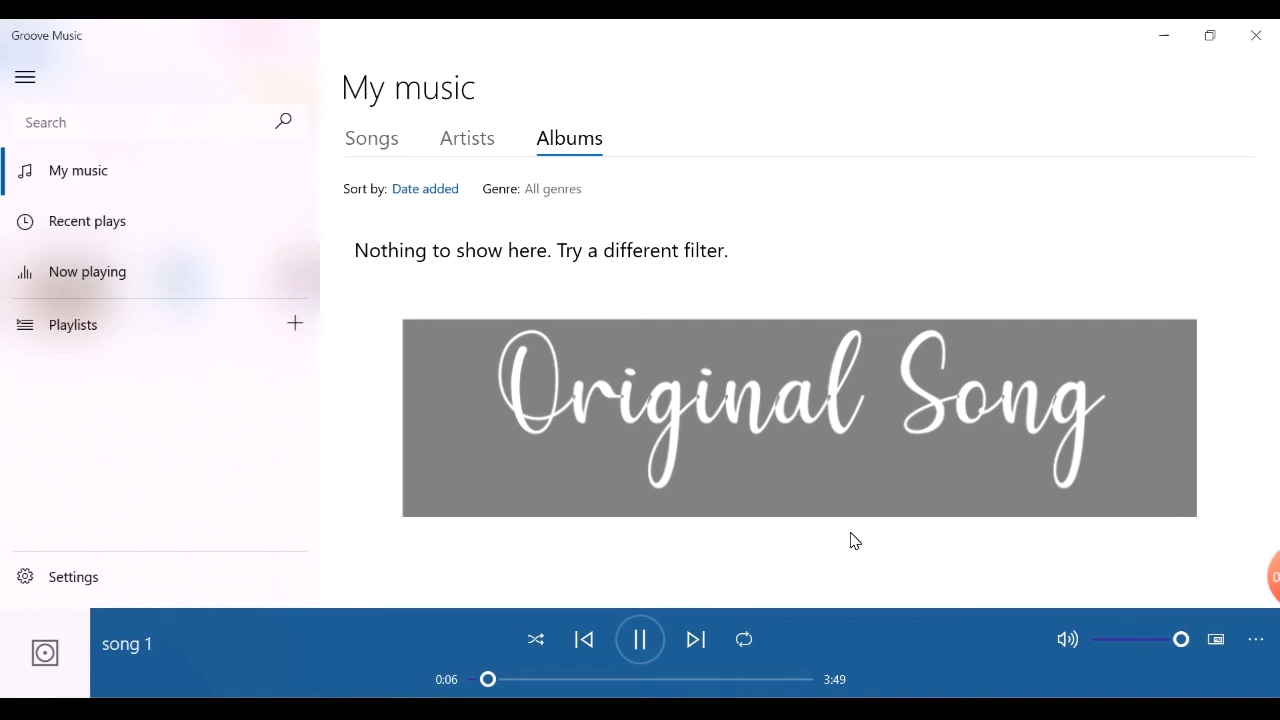 Groove Music
My music
Search
Songs Artists Albums
My music
Sort by: Date added Genre: All genres
Recent plays
Nothing to show here. Try a different filter.
Now playing
Playlists
Original Song
Settings
song 1
0:06 3:49